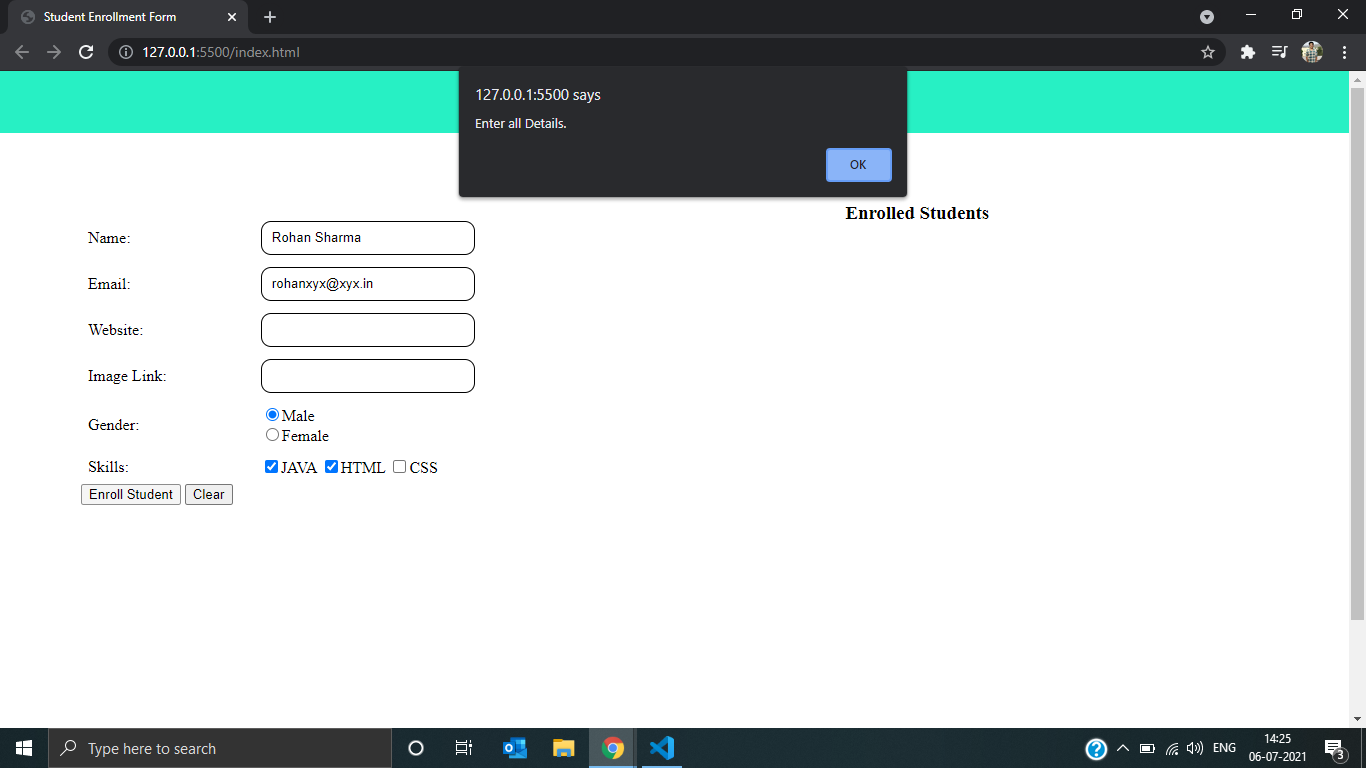 Student Enrollment Form
127.0.0.1:5500/index.html
127.0.0.1:5500 says
Enter all Details.
OK
Enrolled Students
Name: Rohan Sharma
Email: rohanxyx@xyx.in
Website:
Image Link:
Gender: Male
Female
Skills: JAVA HTML CSS
Enroll Student Clear
Type here to search
ENG
14:25
06-07-2021
3